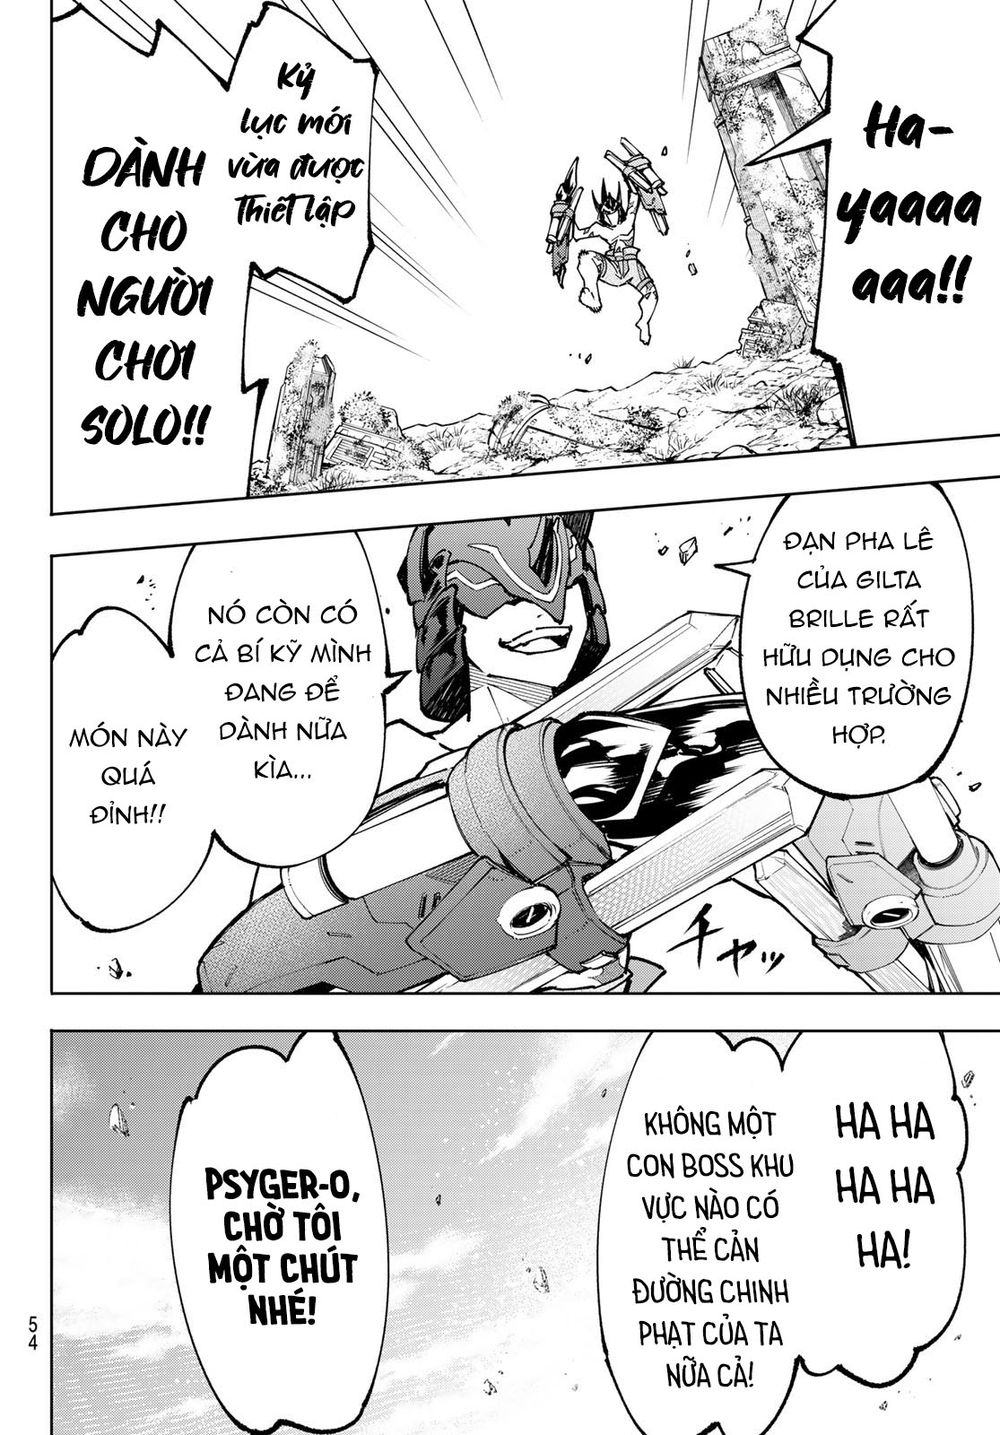 Ha-
yaaaa
aaa!!
Kỷ
lục mới
vừa được
Thiết lập
DÀNH
CHO
NGƯỜI
CHƠI
SOLO!!
ĐẠN PHA LÊ
CỦA GILTA
BRILLE RẤT
HỮU DỤNG CHO
NHIỀU TRƯỜNG
HỢP.
NÓ CÒN CÓ
CẢ BÍ KỸ MÌNH
ĐANG ĐỂ
DÀNH NỮA
KÌA...
MÓN NÀY
QUÁ
ĐỈNH!!
チャッ
HA HA
HA HA
HA!
KHÔNG MỘT
CON BOSS KHU
VỰC NÀO CÓ
THỂ CẢN
ĐƯỜNG CHINH
PHẠT CỦA TA
NỮA CẢ!
PSYGER-O,
CHỜ TÔI
MỘT CHÚT
NHÉ!
54